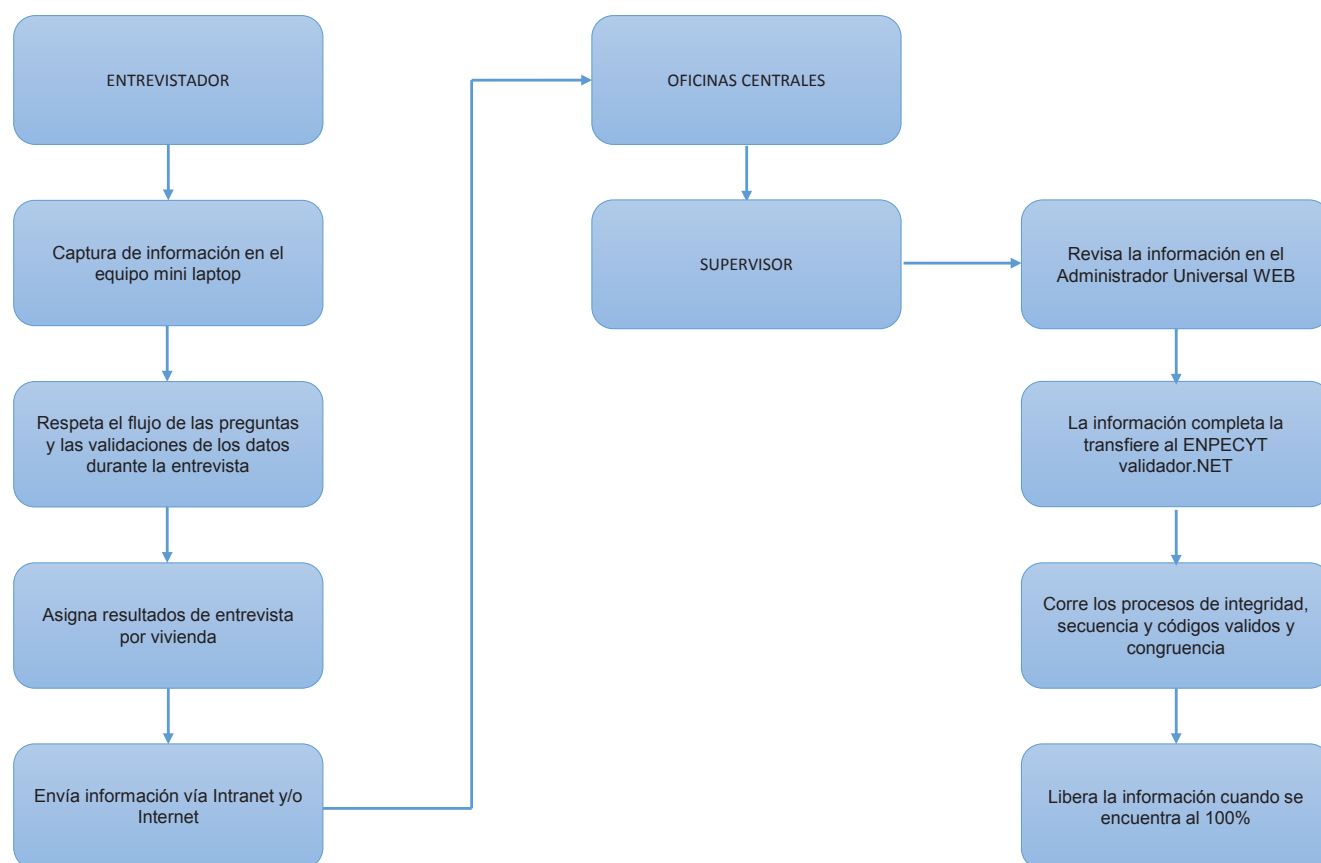 ENTREVISTADOR
Captura de información en el
equipo mini laptop
Respeta el flujo de las preguntas
y las validaciones de los datos
durante la entrevista
Asigna resultados de entrevista
por vivienda
Envía información vía Intranet y/o
Internet
OFICINAS CENTRALES
SUPERVISOR
Revisa la información en el
Administrador Universal WEB
La información completa la
transfiere al ENPECYT
validador.NET
Corre los procesos de integridad,
secuencia y códigos validos y
congruencia
Libera la información cuando se
encuentra al 100%